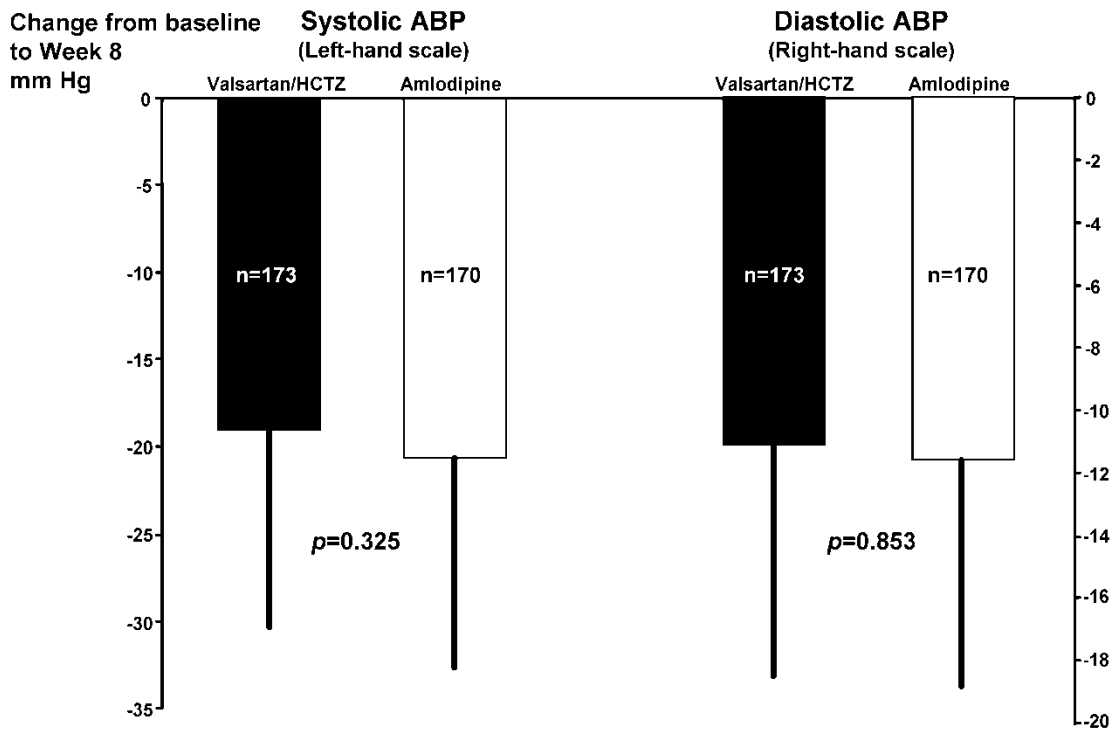 Change from baseline
to Week 8
mm Hg
Systolic ABP
(Left-hand scale)
Diastolic ABP
(Right-hand scale)
Valsartan/HCTZ
Amlodipine
Valsartan/HCTZ
Amlodipine
0
-5
-10
-15
-20
-25
-30
-35
n=173
n=170
n=173
n=170
p=0.325
p=0.853
0
-2
-4
-6
-8
-10
-12
-14
-16
-18
-20